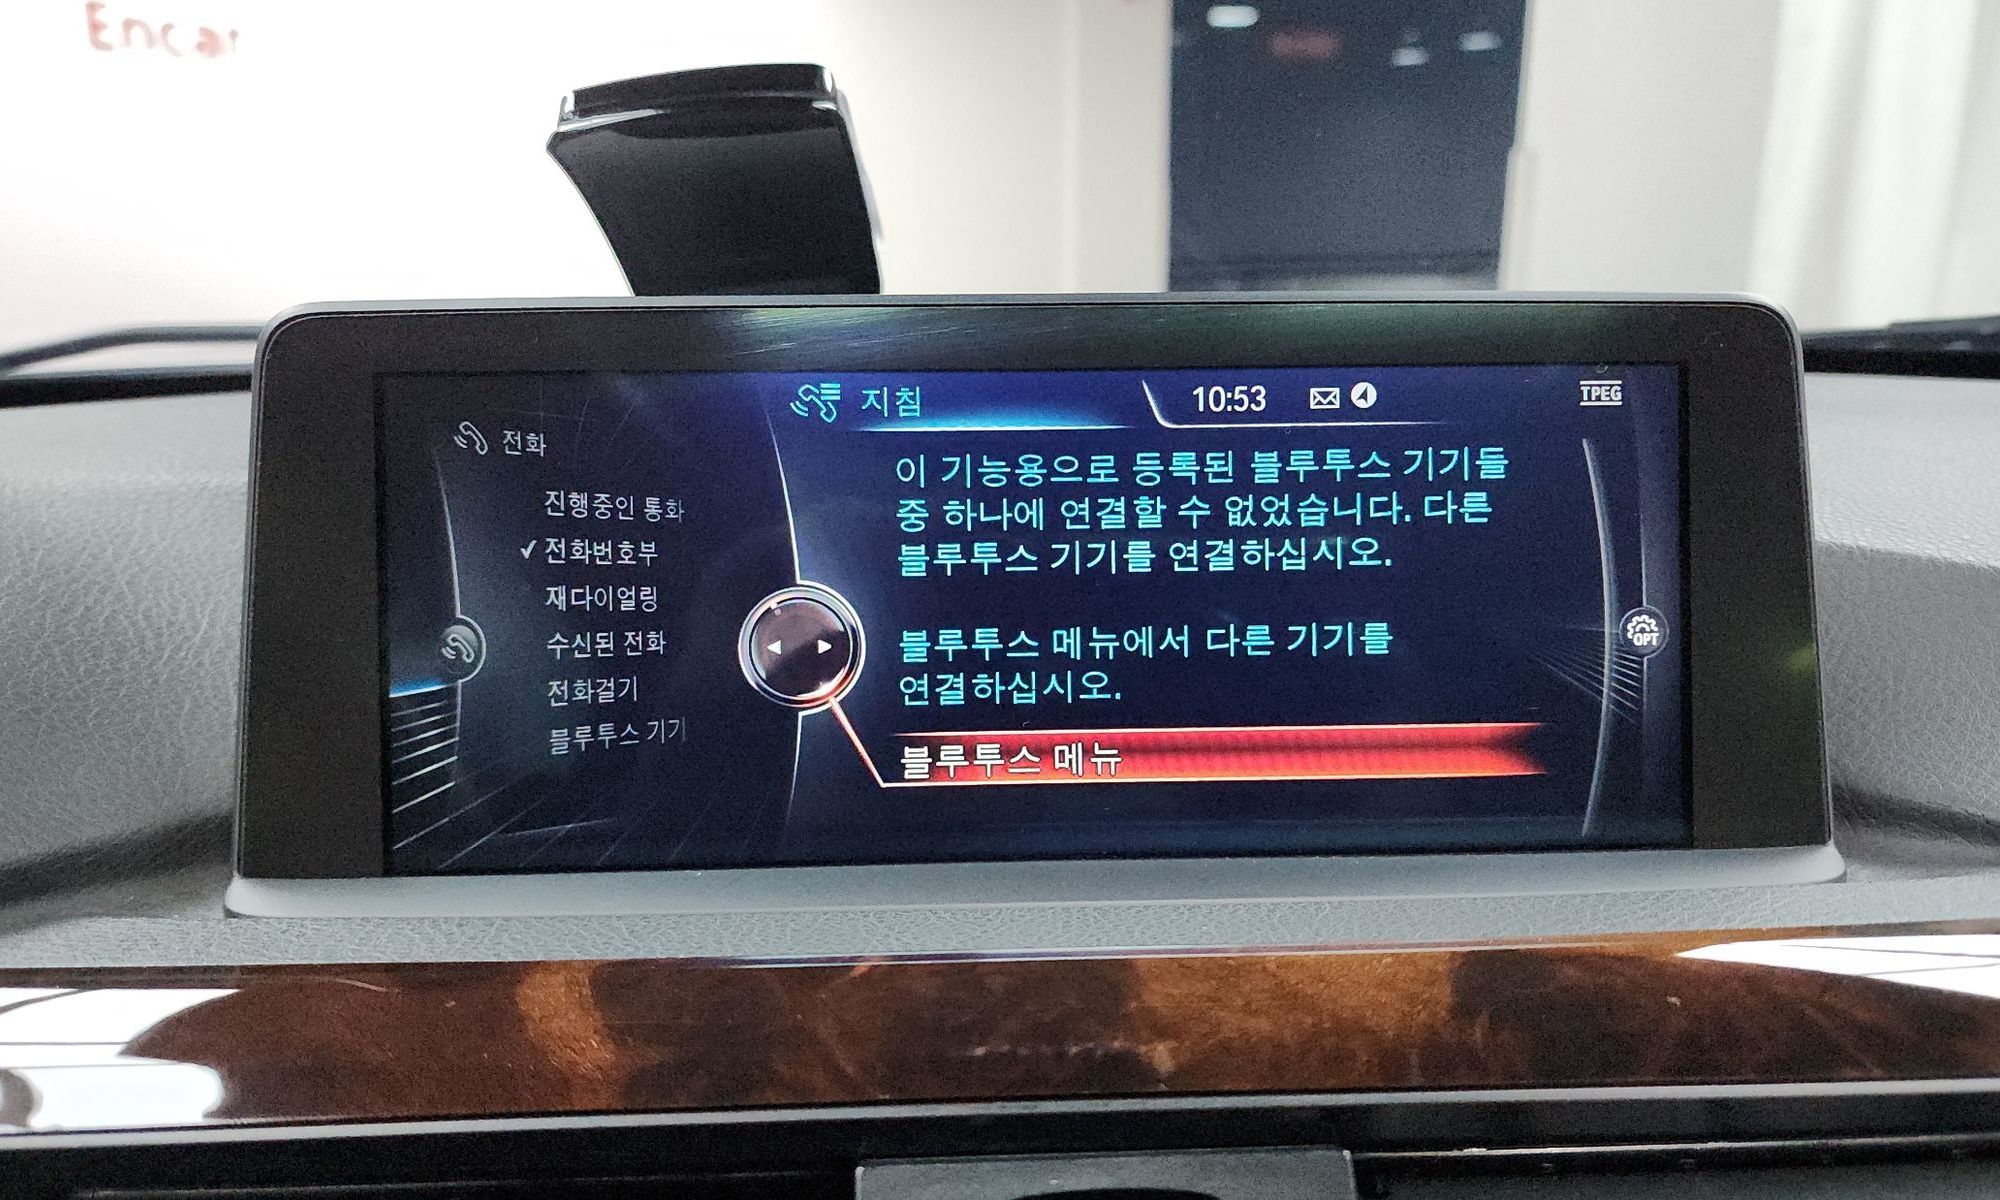 Encar
지침
10:53
TPEG
전화
진행중인 통화
전화번호부
재다이얼링
수신된 전화
전화걸기
블루투스 기기
이 기능용으로 등록된 블루투스 기기들
중 하나에 연결할 수 없었습니다. 다른
블루투스 기기를 연결하십시오.
블루투스 메뉴에서 다른 기기를
연결하십시오.
블루투스 메뉴
OPT